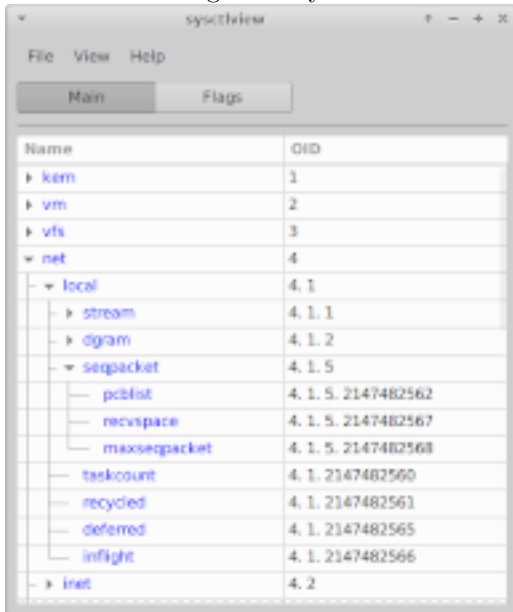 sysctlview
File View Help
Main Flags
Name OID
kern 1
vm 2
vfs 3
net 4
local 4. 1
stream 4. 1. 1
dgram 4. 1. 2
seqpacket 4. 1. 5
pcblist 4. 1. 5. 2147482562
recvspace 4. 1. 5. 2147482567
maxseqpacket 4. 1. 5. 2147482568
taskcount 4. 1. 2147482560
recycled 4. 1. 2147482561
deferred 4. 1. 2147482565
inflight 4. 1. 2147482566
inet 4. 2